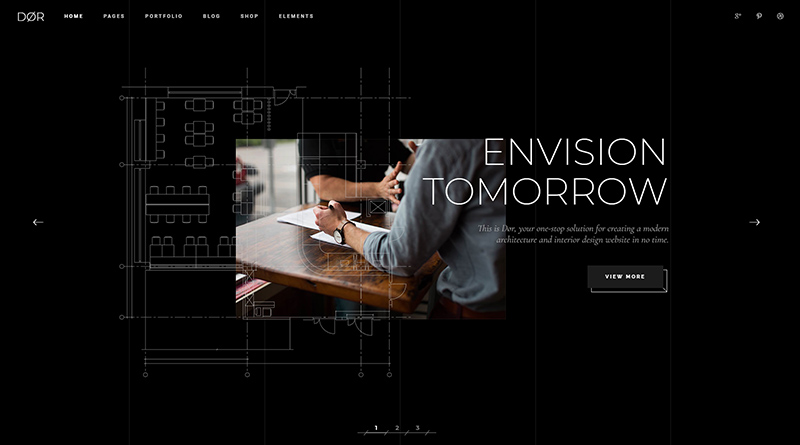 DØR
HOME PAGES PORTFOLIO BLOG SHOP ELEMENTS
ENVISION
TOMORROW
This is Dor, your one-stop solution for creating a modern
architecture and interior design website in no time.
VIEW MORE
1 2 3